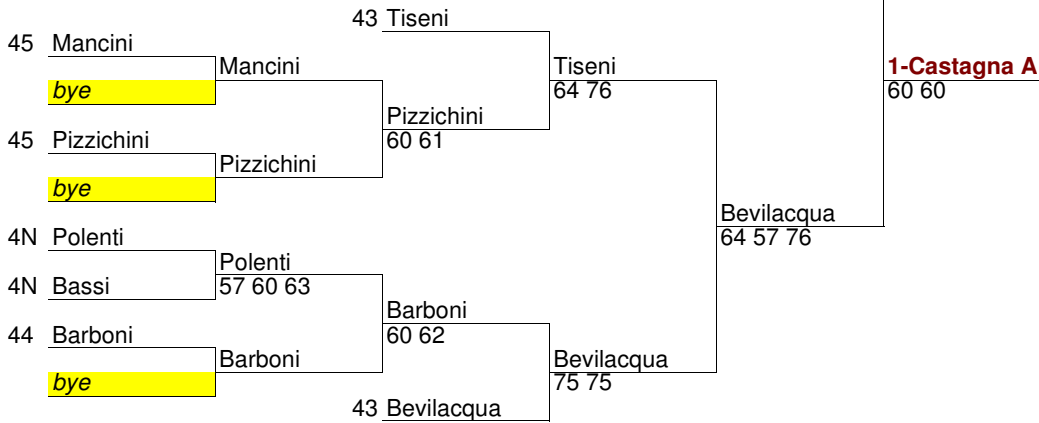 43 Tiseni
45 Mancini
Mancini Tiseni 1-Castagna A
bye 64 76 60 60
Pizzichini
45 Pizzichini 60 61
Pizzichini
bye
Bevilacqua
4N Polenti 64 57 76
Polenti
4N Bassi 57 60 63
Barboni
44 Barboni 60 62
Barboni Bevilacqua
bye 75 75
43 Bevilacqua